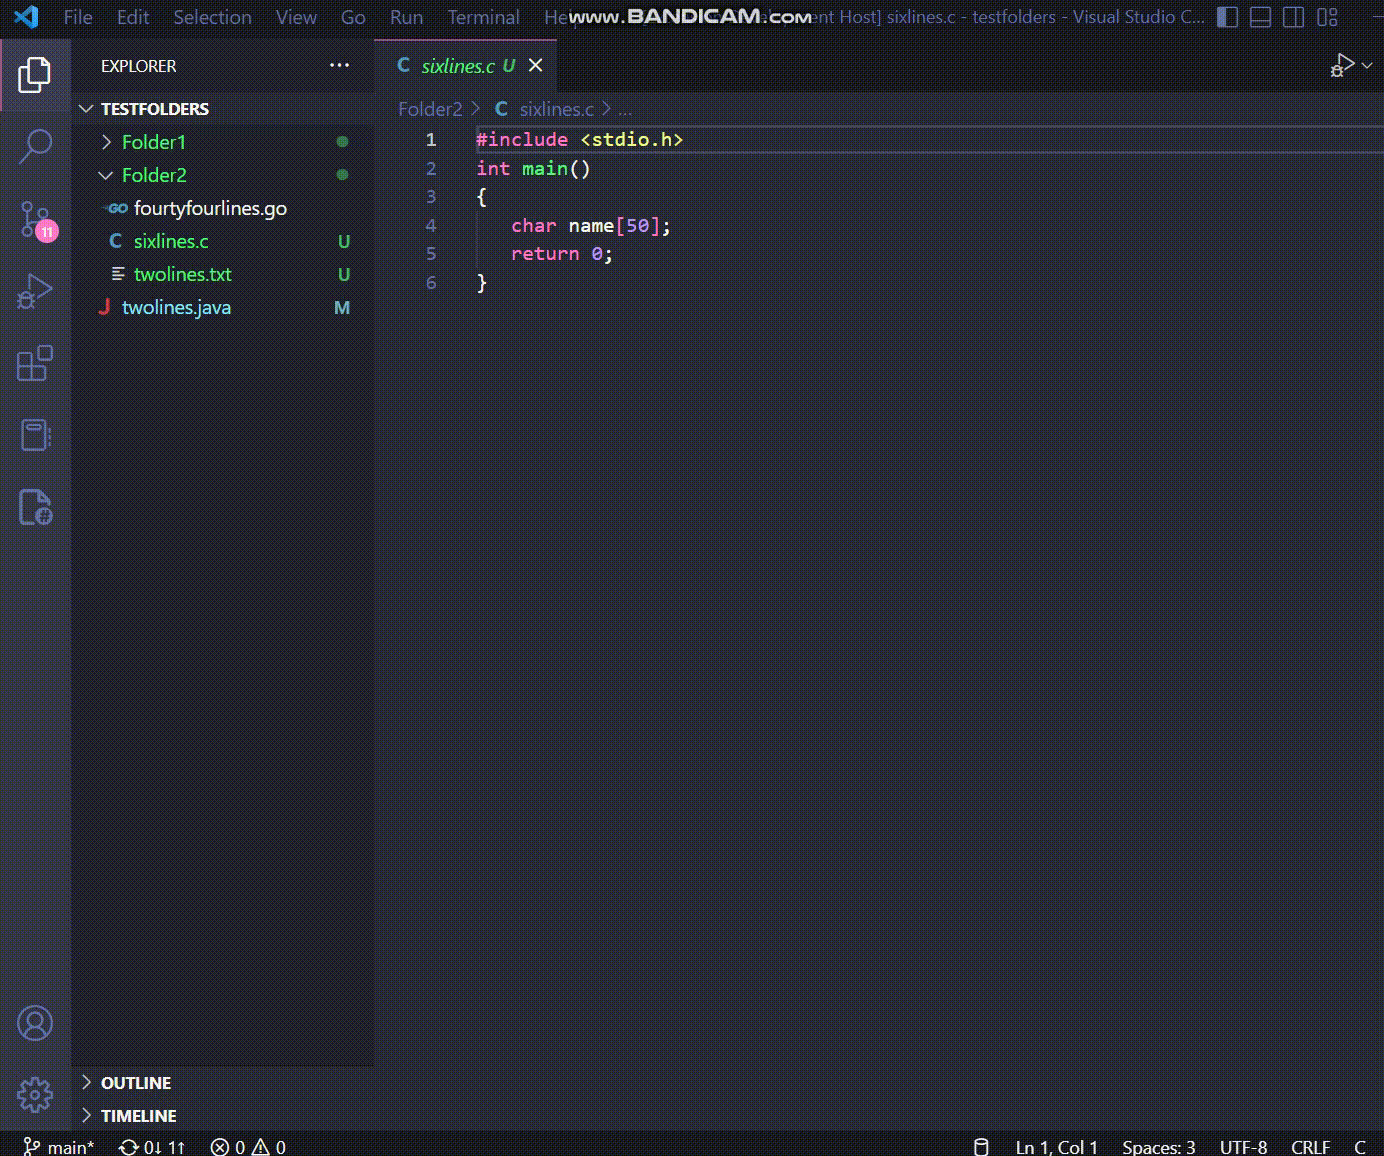 File Edit Selection View Go Run Terminal He www.BANDICAM.com ent Host] sixlines.c - testfolders - Visual Studio C...
EXPLORER ...
TESTFOLDERS
Folder1
Folder2
GO fourtyfourlines.go
C sixlines.c U
twolines.txt U
J twolines.java M
11
OUTLINE
TIMELINE
C sixlines.c U
Folder2 > C sixlines.c > ...
1 #include <stdio.h>
2 int main()
3 {
4 char name[50];
5 return 0;
6 }
main* 0↓ 1↑ 0 0 Ln 1, Col 1 Spaces: 3 UTF-8 CRLF C